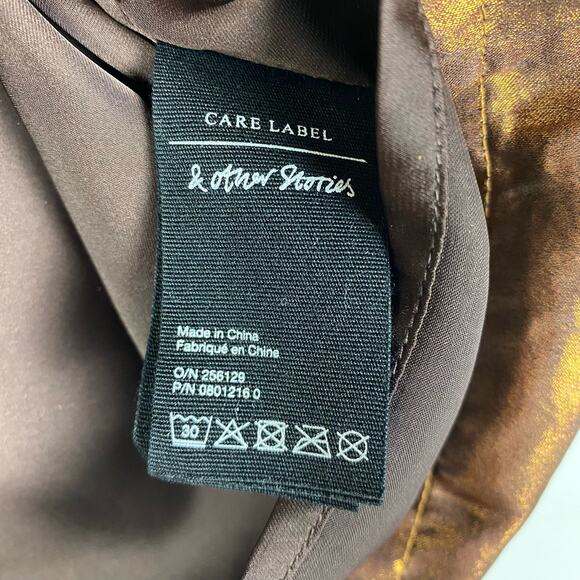 CARE LABEL
& other Stories
Made in China
Fabriqué en Chine
O/N 256129
P/N 0801216 0
30